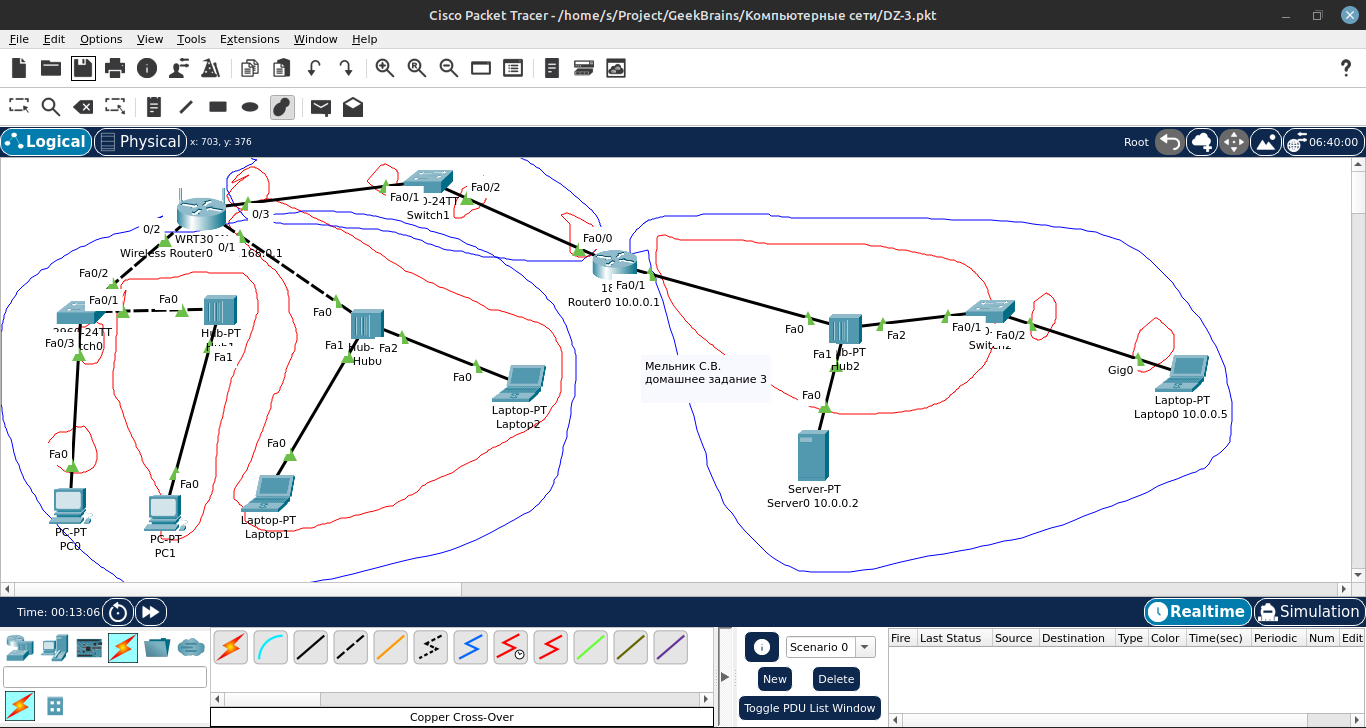 Cisco Packet Tracer - /home/s/Project/GeekBrains/Компьютерные сети/DZ-3.pkt
File Edit Options View Tools Extensions Window Help
Logical Physical x: 703, y: 376 Root 06:40:00
Fa0/1 0-24TT Fa0/2
Switch1
0/3
0/2 WRT30 0/1
Wireless Router0 168.0.1
Fa0/0
Fa0/1
Router0 10.0.0.1
Fa0/2
Fa0/1 Fa0
24TT
Fa0/3 tch0
Hub-PT
Fa1
Fa0
Fa1 Hub- Fa2
Hub0
Fa0
Laptop-PT
Laptop2
Fa0
Laptop-PT
Laptop1
Fa0
PC-PT
PC0
Fa0
PC-PT
PC1
Мельник С.В.
домашнее задание 3
Fa0 Fa2
Fa1 b-PT
ub2
Fa0/1 Fa0/2
Fa0
Server-PT
Server0 10.0.0.2
Gig0
Laptop-PT
Laptop0 10.0.0.5
Time: 00:13:06 Realtime Simulation
Scenario 0
New Delete
Toggle PDU List Window
Fire Last Status Source Destination Type Color Time(sec) Periodic Num Edit
Copper Cross-Over